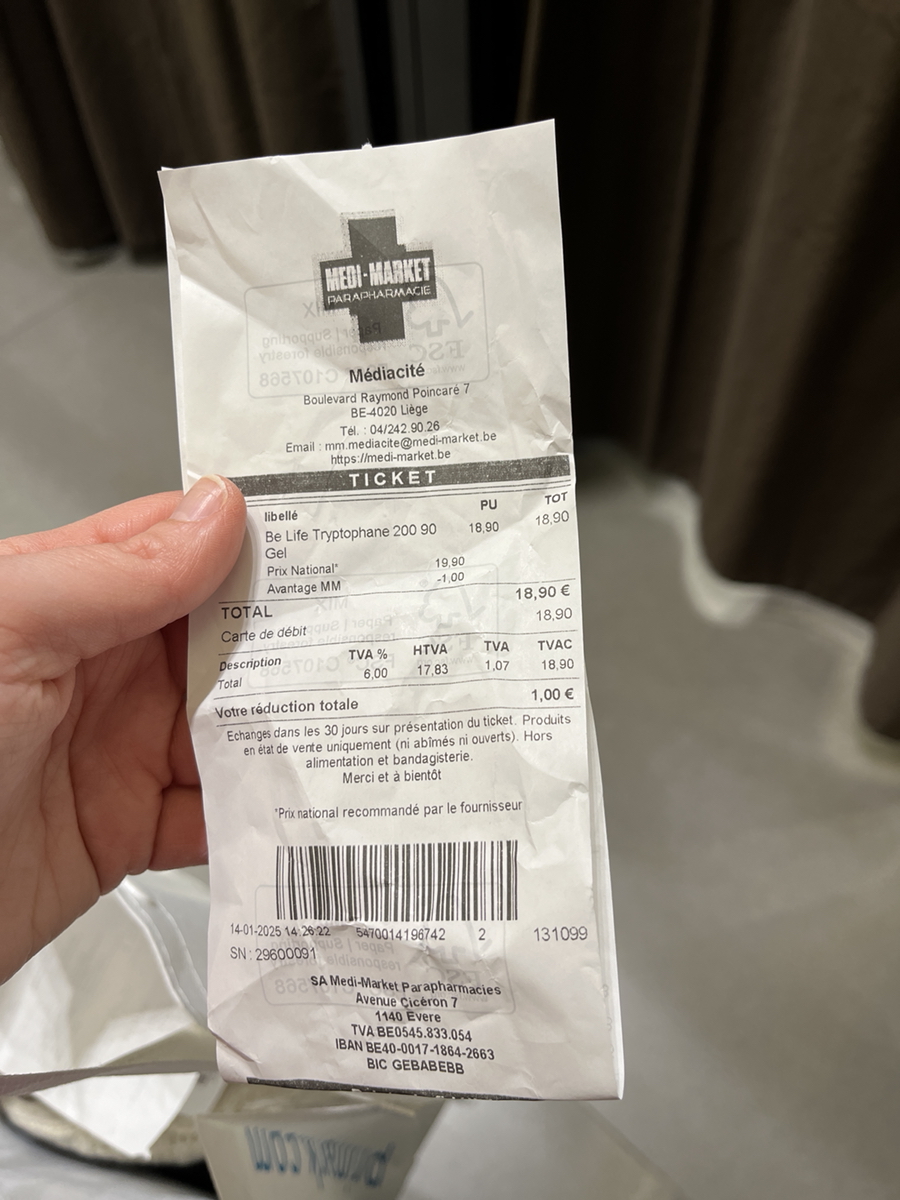 MEDI-MARKET
PARAPHARMACIE
Médiacité
Boulevard Raymond Poincaré 7
BE-4020 Liège
Tél. : 04/242.90.26
Email : mm.mediacite@medi-market.be
https://medi-market.be
TICKET
libellé PU TOT
Be Life Tryptophane 200 90 18,90 18,90
Gel
Prix National* 19,90
Avantage MM -1,00
TOTAL 18,90 €
Carte de débit 18,90
Description TVA % HTVA TVA TVAC
Total 6,00 17,83 1,07 18,90
Votre réduction totale 1,00 €
Echanges dans les 30 jours sur présentation du ticket. Produits
en état de vente uniquement (ni abîmés ni ouverts). Hors
alimentation et bandagisterie.
Merci et à bientôt
*Prix national recommandé par le fournisseur
14-01-2025 14:26:22 5470014196742 2 131099
SN : 29600091
SA Medi-Market Parapharmacies
Avenue Cicéron 7
1140 Evere
TVA BE0545.833.054
IBAN BE40-0017-1864-2663
BIC GEBABEBB